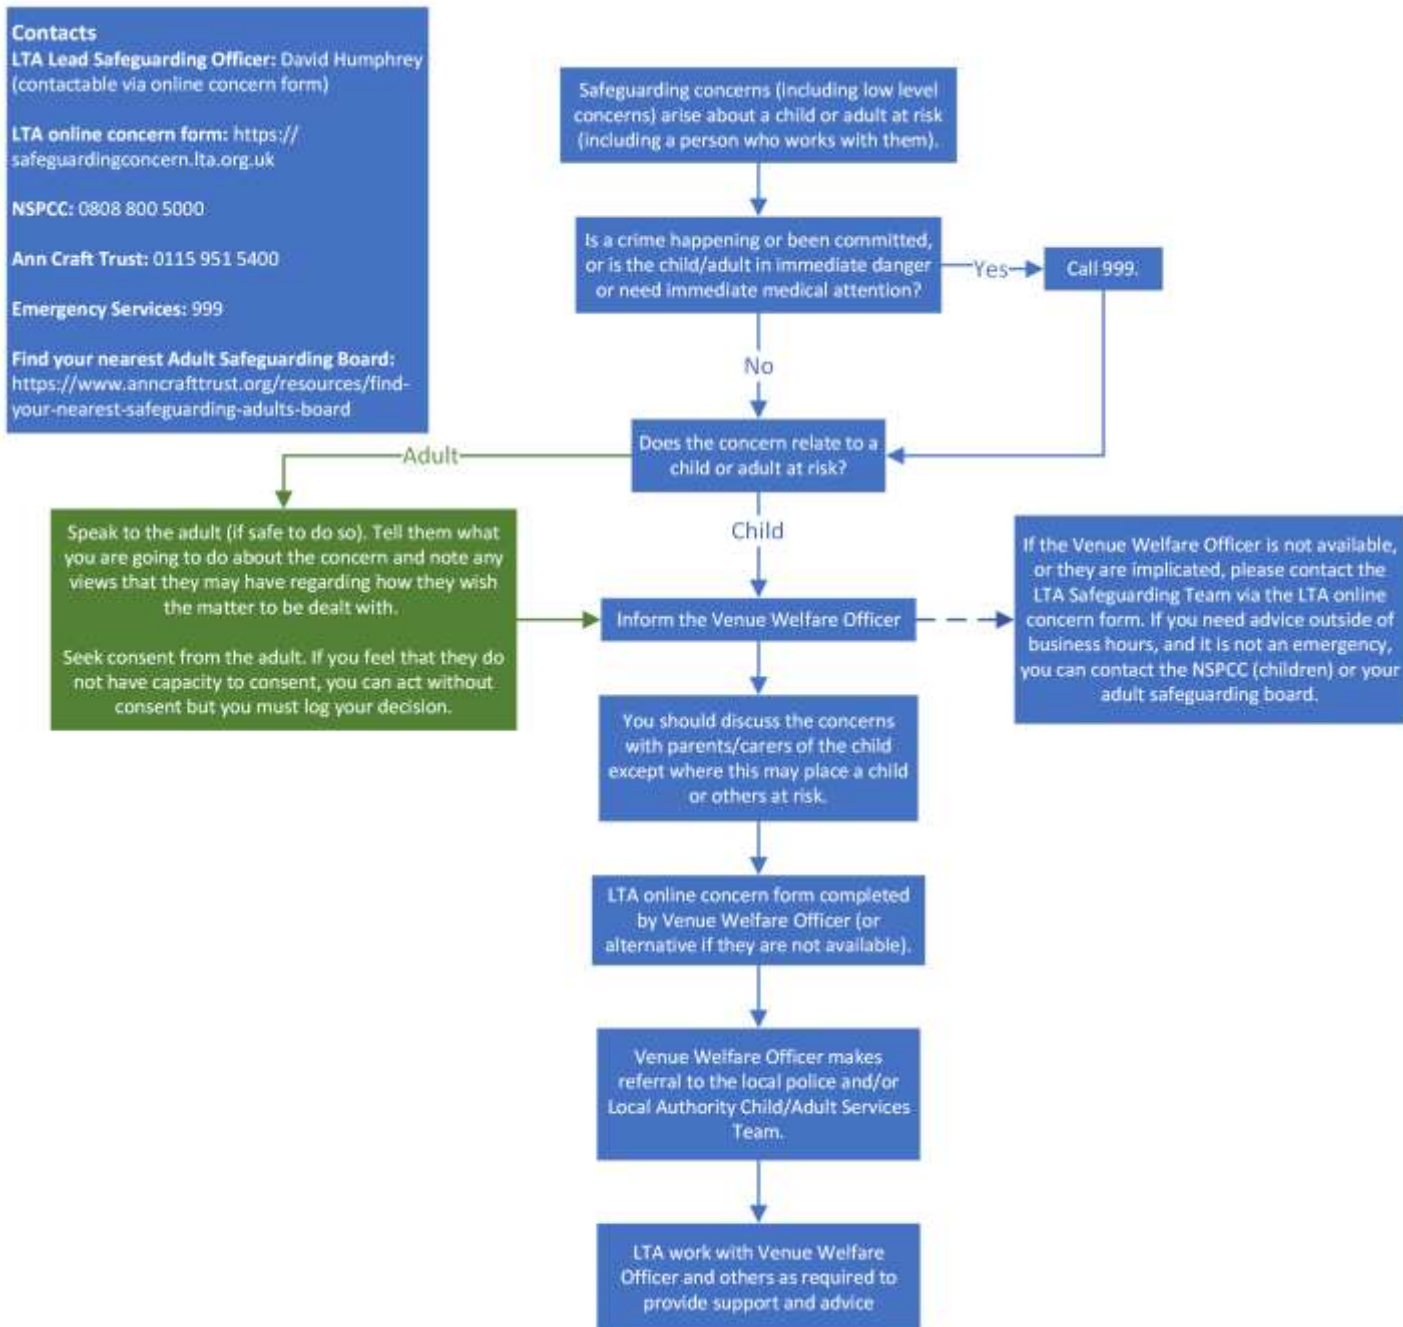 Contacts
LTA Lead Safeguarding Officer: David Humphrey
(contactable via online concern form)
LTA online concern form: https://
safeguardingconcern.lta.org.uk
NSPCC: 0808 800 5000
Ann Craft Trust: 0115 951 5400
Emergency Services: 999
Find your nearest Adult Safeguarding Board:
https://www.anncrafttrust.org/resources/find-
your-nearest-safeguarding-adults-board
Safeguarding concerns (including low level
concerns) arise about a child or adult at risk
(including a person who works with them).
Is a crime happening or been committed,
or is the child/adult in immediate danger
or need immediate medical attention?
Yes
Call 999.
No
Does the concern relate to a
child or adult at risk?
Adult
Child
Speak to the adult (if safe to do so). Tell them what
you are going to do about the concern and note any
views that they may have regarding how they wish
the matter to be dealt with.
Seek consent from the adult. If you feel that they do
not have capacity to consent, you can act without
consent but you must log your decision.
Inform the Venue Welfare Officer
If the Venue Welfare Officer is not available,
or they are implicated, please contact the
LTA Safeguarding Team via the LTA online
concern form. If you need advice outside of
business hours, and it is not an emergency,
you can contact the NSPCC (children) or your
adult safeguarding board.
You should discuss the concerns
with parents/carers of the child
except where this may place a child
or others at risk.
LTA online concern form completed
by Venue Welfare Officer (or
alternative if they are not available).
Venue Welfare Officer makes
referral to the local police and/or
Local Authority Child/Adult Services
Team.
LTA work with Venue Welfare
Officer and others as required to
provide support and advice